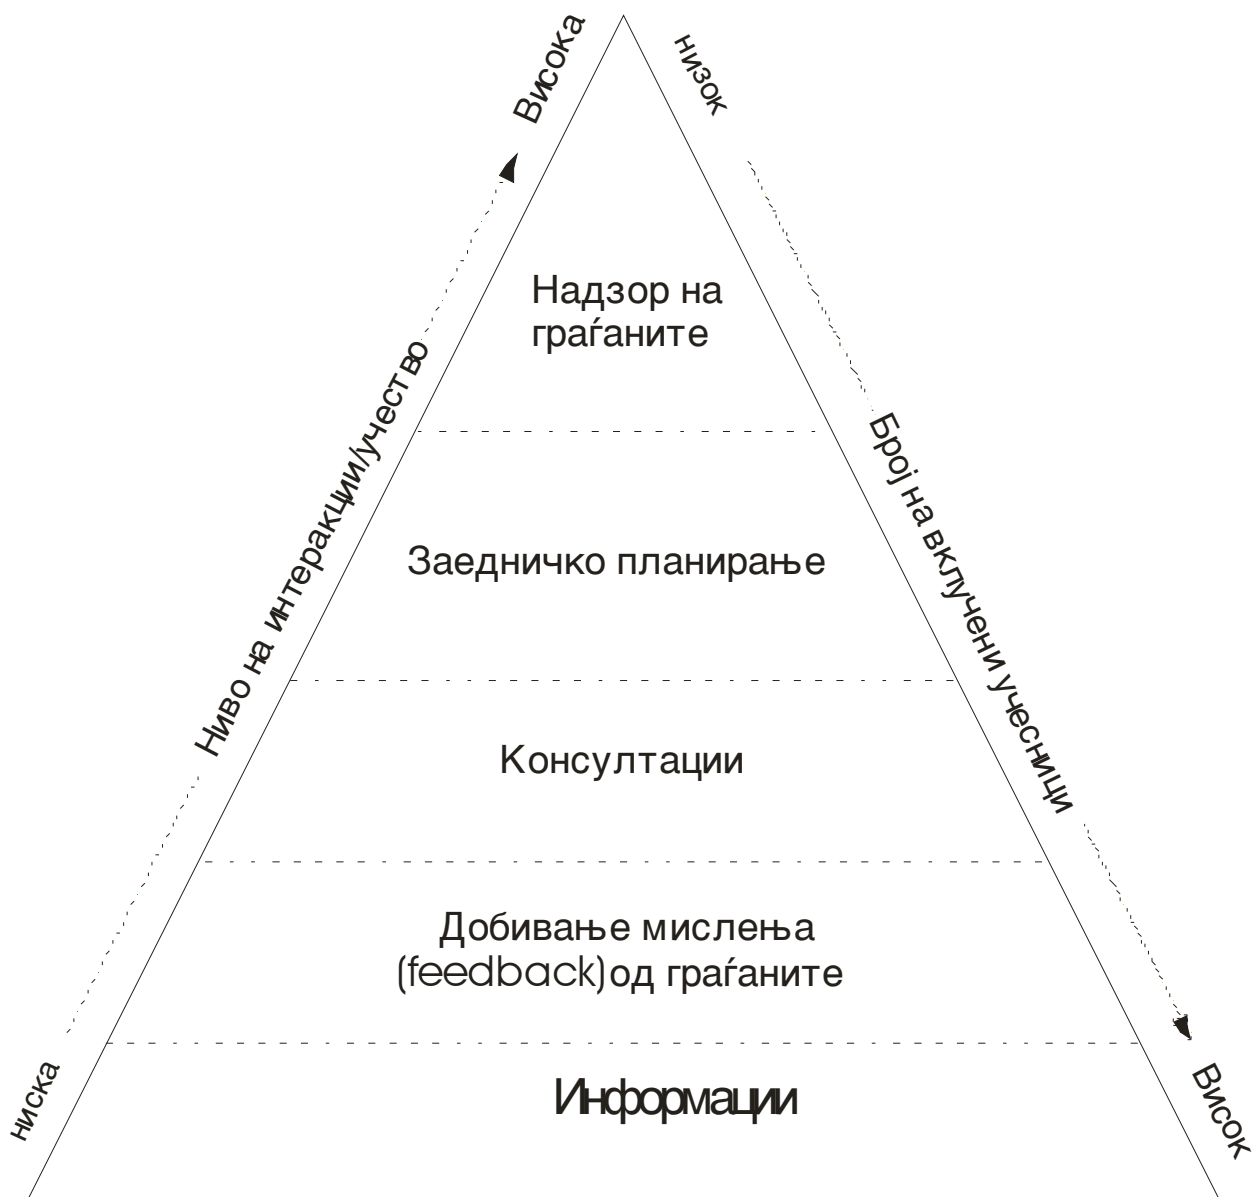 Висока
низок
Надзор на
граѓаните
Ниво на интеракции/учество
Број на вклучени учесници
Заедничко планирање
Консултации
Добивање мислења
(feedback) од граѓаните
ниска
Висок
Информации